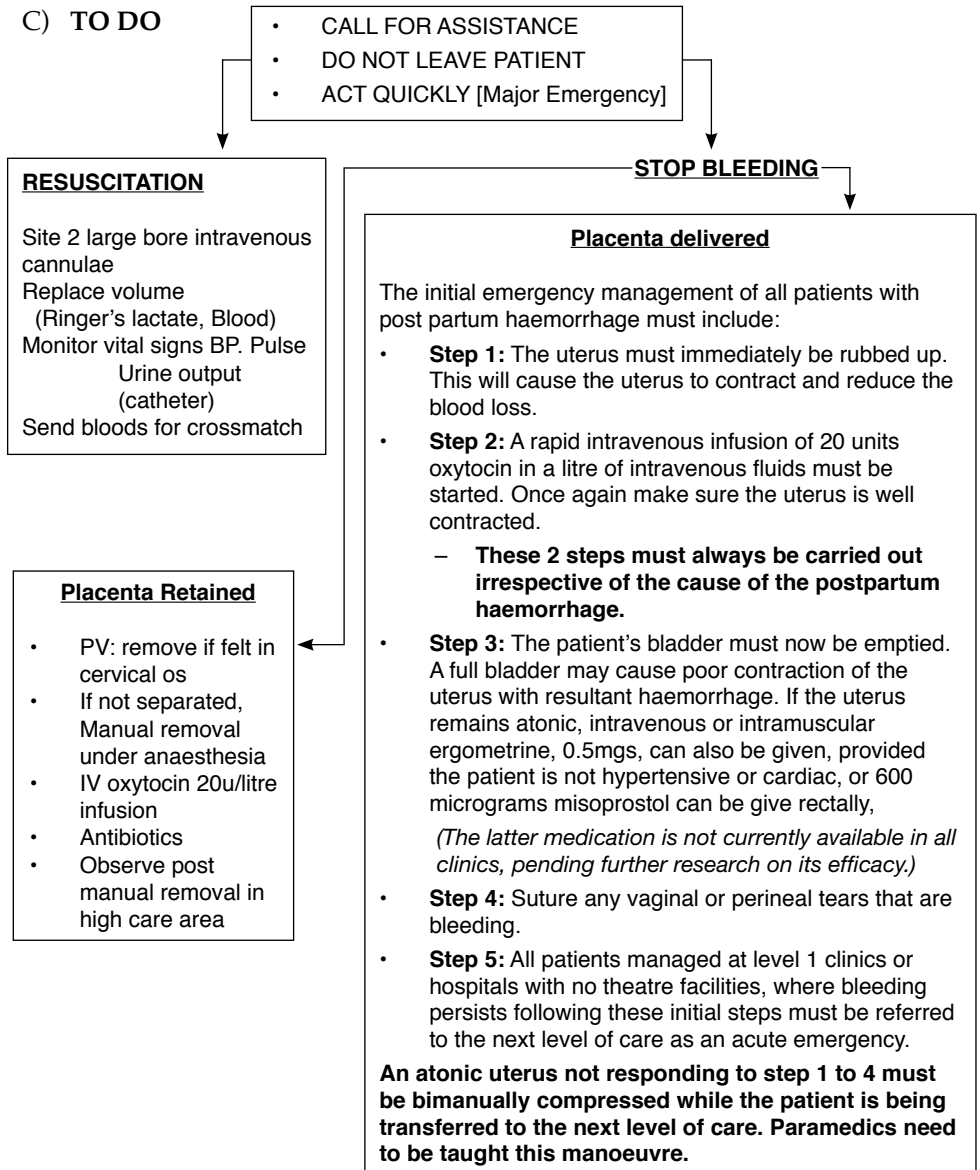 C) TO DO
• CALL FOR ASSISTANCE
• DO NOT LEAVE PATIENT
• ACT QUICKLY [Major Emergency]
RESUSCITATION
Site 2 large bore intravenous
cannulae
Replace volume
(Ringer's lactate, Blood)
Monitor vital signs BP. Pulse
Urine output
(catheter)
Send bloods for crossmatch
STOP BLEEDING
Placenta delivered
The initial emergency management of all patients with
post partum haemorrhage must include:
• Step 1: The uterus must immediately be rubbed up.
This will cause the uterus to contract and reduce the
blood loss.
• Step 2: A rapid intravenous infusion of 20 units
oxytocin in a litre of intravenous fluids must be
started. Once again make sure the uterus is well
contracted.
– These 2 steps must always be carried out
irrespective of the cause of the postpartum
haemorrhage.
• Step 3: The patient's bladder must now be emptied.
A full bladder may cause poor contraction of the
uterus with resultant haemorrhage. If the uterus
remains atonic, intravenous or intramuscular
ergometrine, 0.5mgs, can also be given, provided
the patient is not hypertensive or cardiac, or 600
micrograms misoprostol can be give rectally,
(The latter medication is not currently available in all
clinics, pending further research on its efficacy.)
• Step 4: Suture any vaginal or perineal tears that are
bleeding.
• Step 5: All patients managed at level 1 clinics or
hospitals with no theatre facilities, where bleeding
persists following these initial steps must be referred
to the next level of care as an acute emergency.
An atonic uterus not responding to step 1 to 4 must
be bimanually compressed while the patient is being
transferred to the next level of care. Paramedics need
to be taught this manoeuvre.
Placenta Retained
• PV: remove if felt in
cervical os
• If not separated,
Manual removal
under anaesthesia
• IV oxytocin 20u/litre
infusion
• Antibiotics
• Observe post
manual removal in
high care area